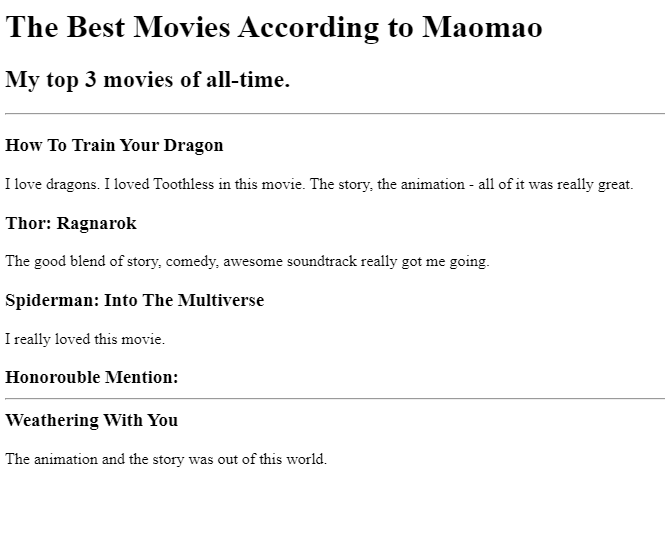 The Best Movies According to Maomao
My top 3 movies of all-time.
How To Train Your Dragon
I love dragons. I loved Toothless in this movie. The story, the animation - all of it was really great.
Thor: Ragnarok
The good blend of story, comedy, awesome soundtrack really got me going.
Spiderman: Into The Multiverse
I really loved this movie.
Honorouble Mention:
Weathering With You
The animation and the story was out of this world.